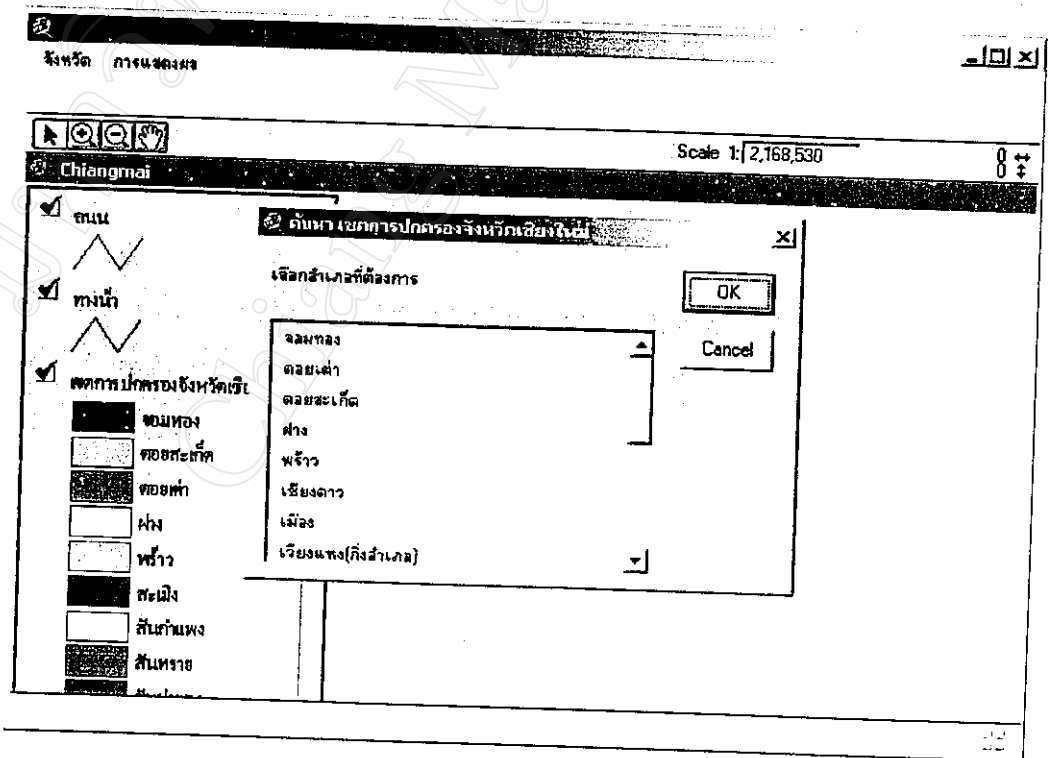 จังหวัด การแสดงผล
Scale 1: 2,168,530
Chiangmai
ถนน
ทางน้ำ
เขตการปกครองจังหวัดเชีย
จอมทอง
ดอยสะเก็ด
ดอยเต่า
ฝาง
พร้าว
สะเมิง
สันกำแพง
สันทราย
ค้นหาเขตการปกครองจังหวัดเชียงใหม่
เลือกอำเภอที่ต้องการ
จอมทอง
ดอยเต่า
ดอยสะเก็ด
ฝาง
พร้าว
เชียงดาว
เมือง
เวียงแหง(กิ่งอำเภอ)
OK
Cancel